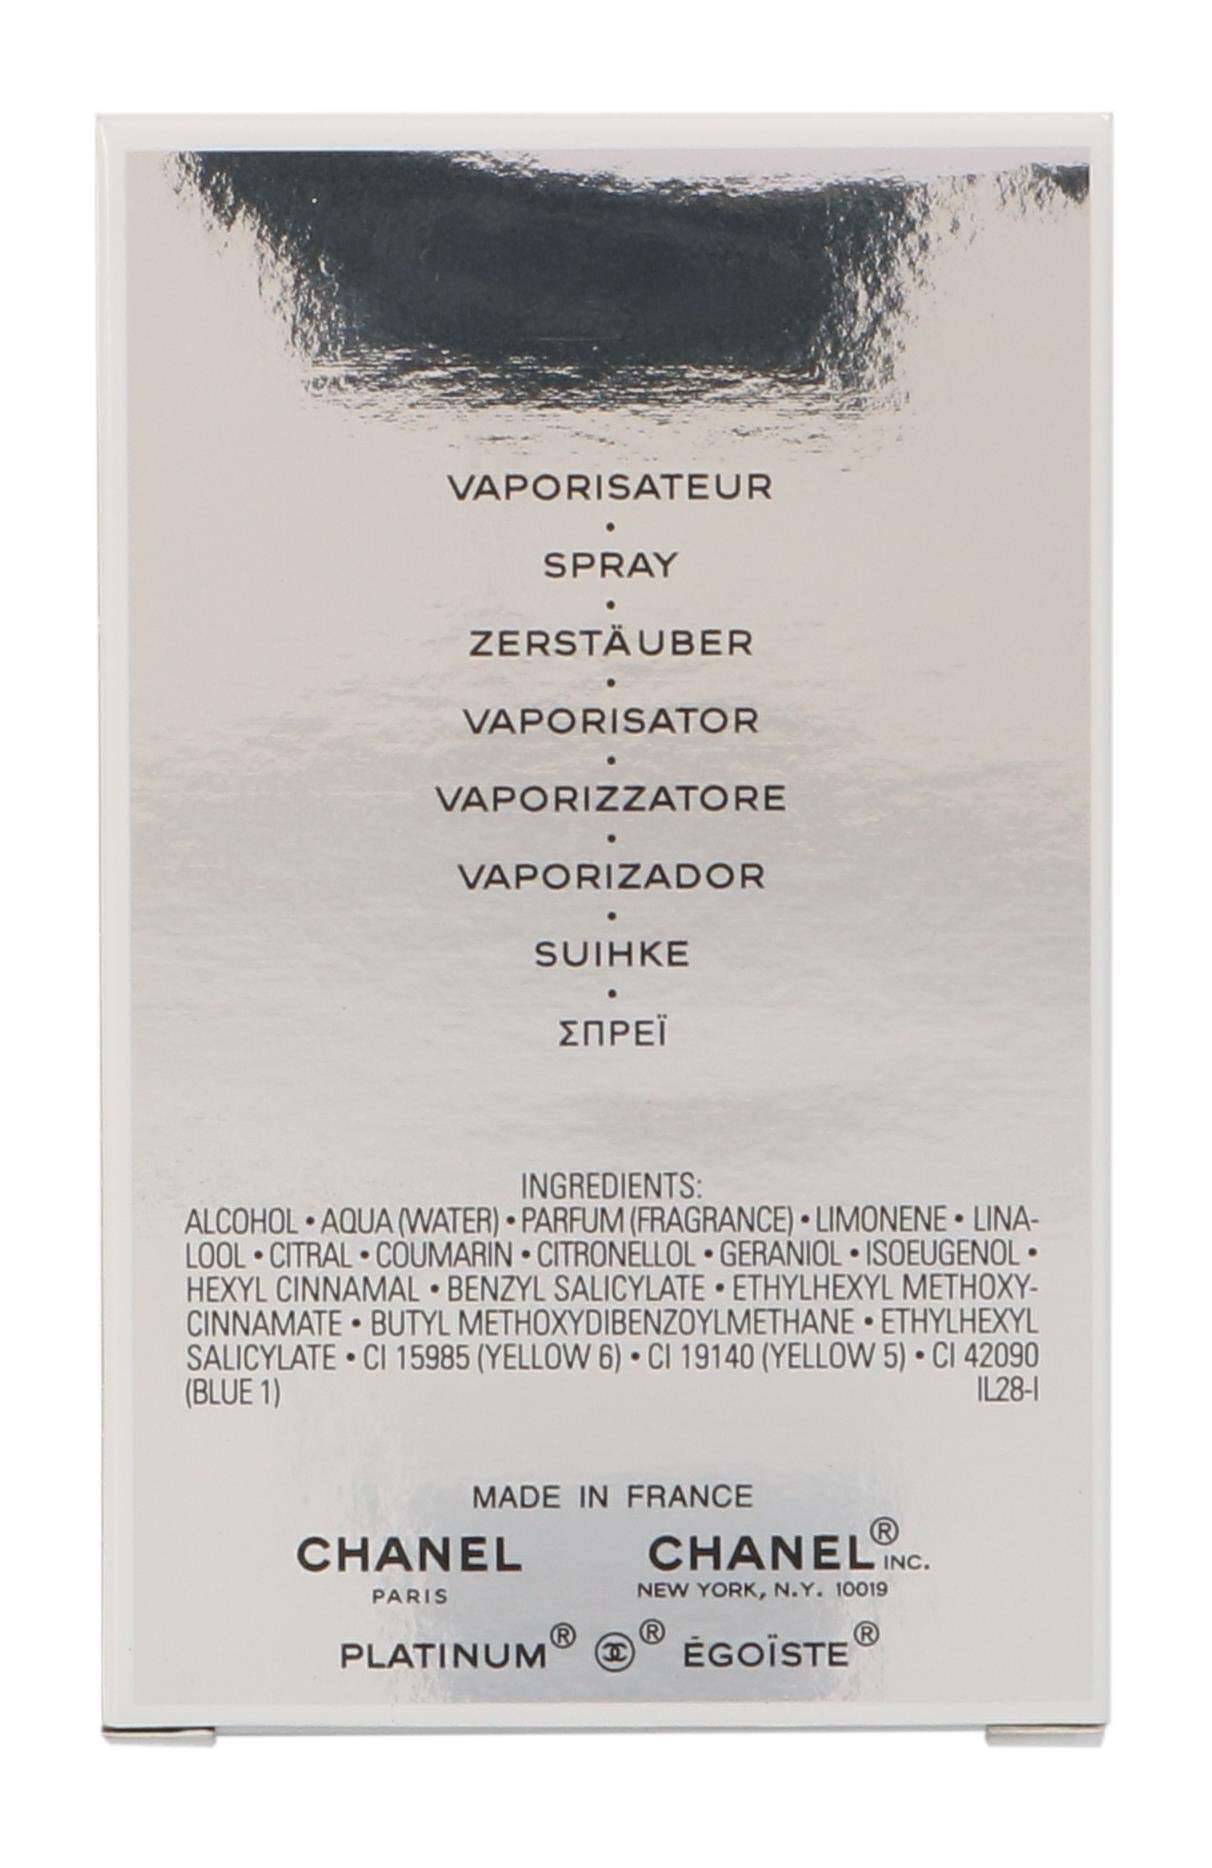 VAPORISATEUR
•
SPRAY
•
ZERSTÄUBER
•
VAPORISATOR
•
VAPORIZZATORE
•
VAPORIZADOR
•
SUIHKE
•
ΣΠΡΕΪ
INGREDIENTS:
ALCOHOL • AQUA (WATER) • PARFUM (FRAGRANCE) • LIMONENE • LINA-
LOOL • CITRAL • COUMARIN • CITRONELLOL • GERANIOL • ISOEUGENOL •
HEXYL CINNAMAL • BENZYL SALICYLATE • ETHYLHEXYL METHOXY-
CINNAMATE • BUTYL METHOXYDIBENZOYLMETHANE • ETHYLHEXYL
SALICYLATE • CI 15985 (YELLOW 6) • CI 19140 (YELLOW 5) • CI 42090
(BLUE 1) IL28-I
MADE IN FRANCE
CHANEL CHANEL® INC.
PARIS NEW YORK, N.Y. 10019
PLATINUM® ® ÉGOÏSTE®